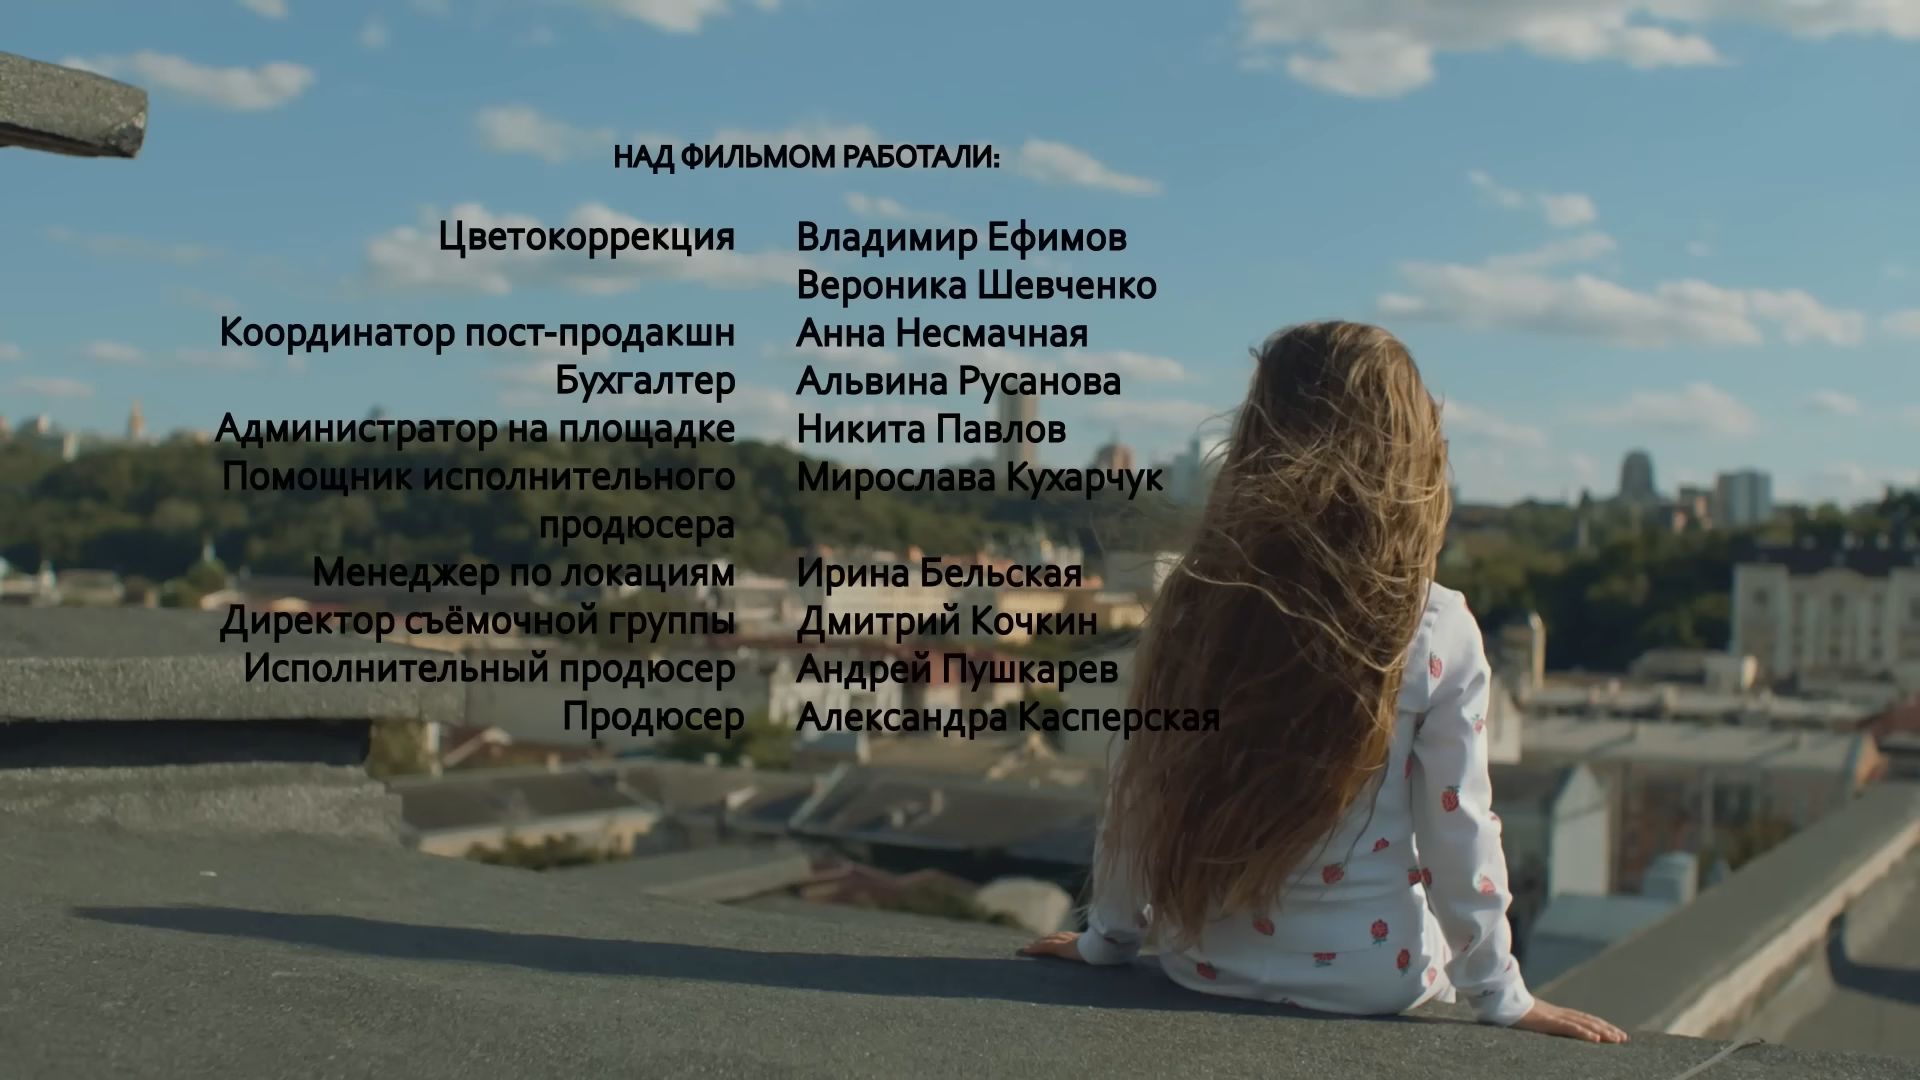 НАД ФИЛЬМОМ РАБОТАЛИ:
Цветокоррекция Владимир Ефимов
Вероника Шевченко
Координатор пост-продакшн Анна Несмачная
Бухгалтер Альвина Русанова
Администратор на площадке Никита Павлов
Помощник исполнительного Мирослава Кухарчук
продюсера
Менеджер по локациям Ирина Бельская
Директор съёмочной группы Дмитрий Кочкин
Исполнительный продюсер Андрей Пушкарев
Продюсер Александра Касперская